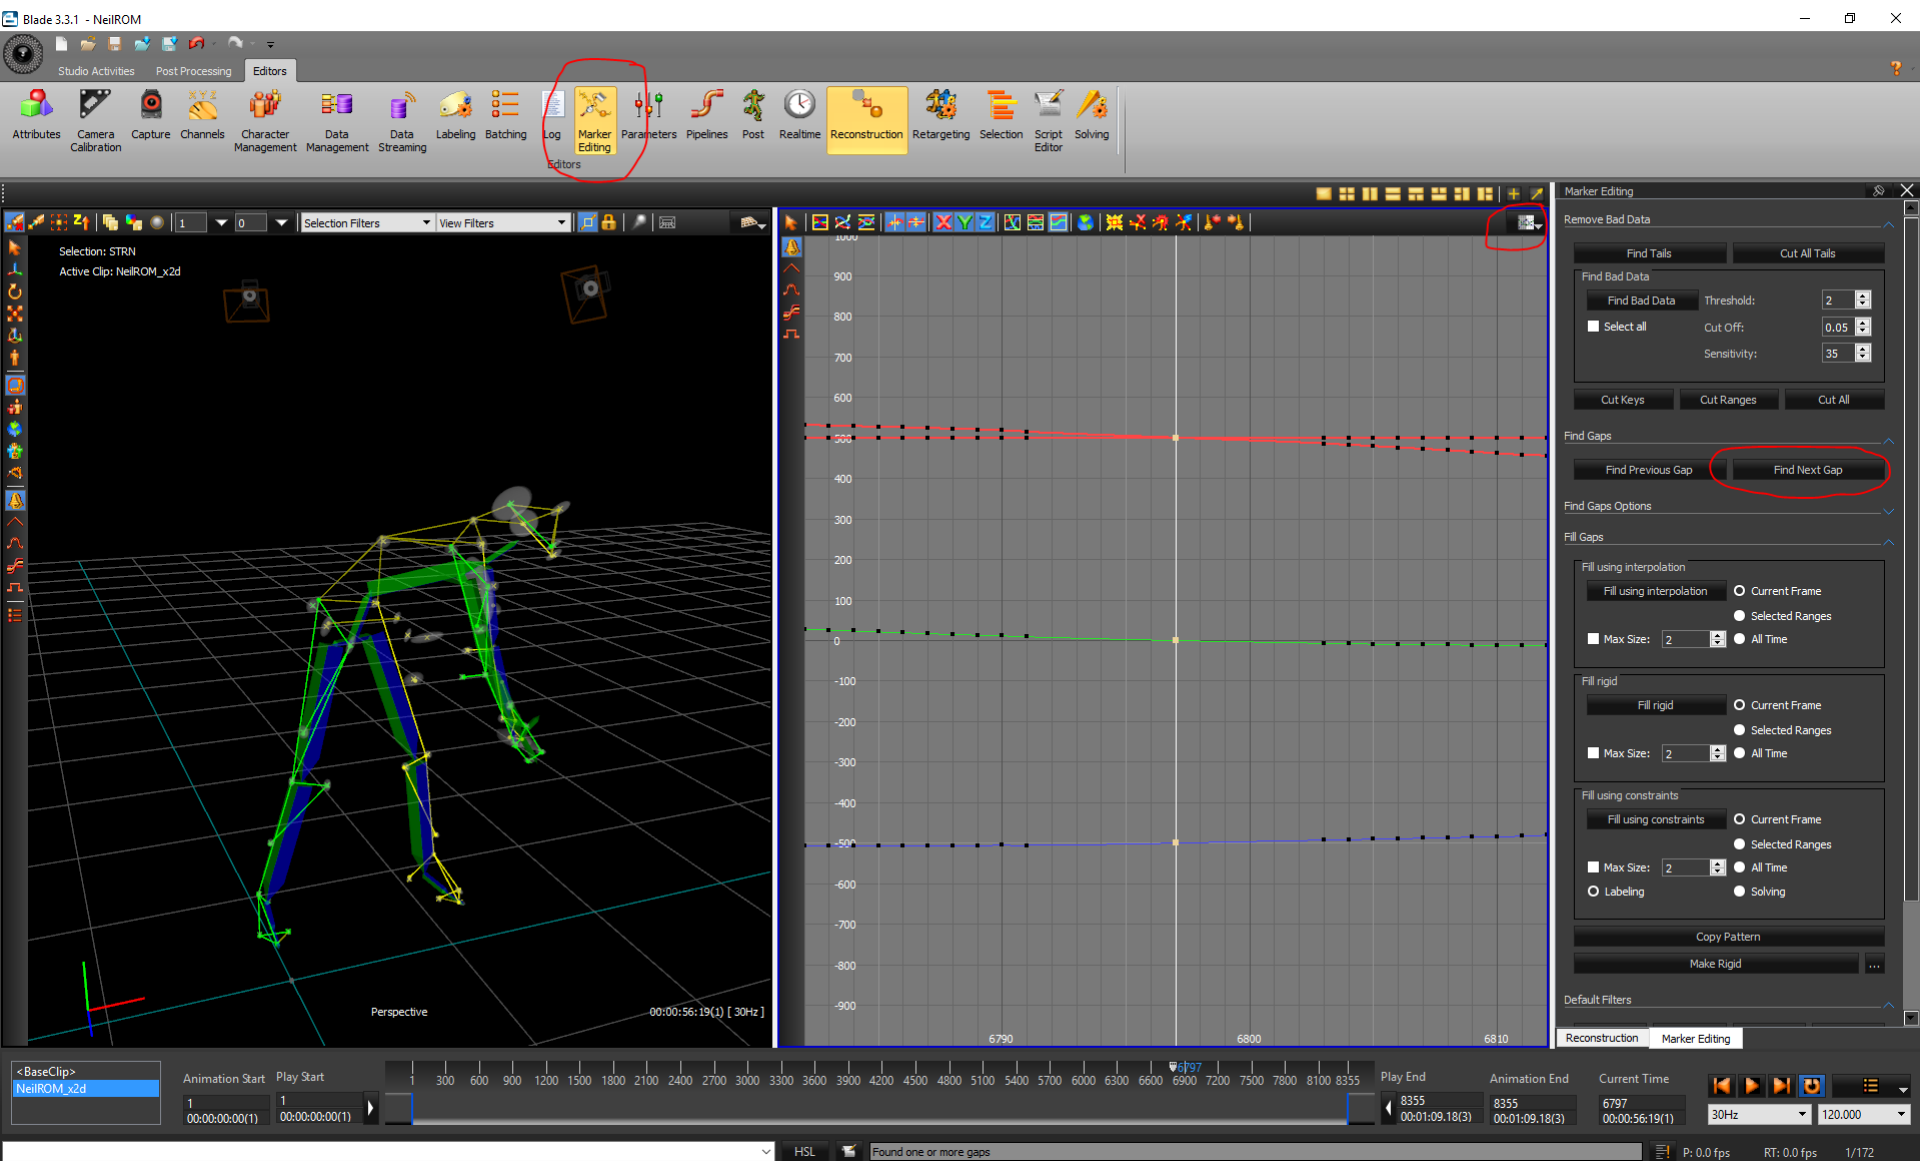 Blade 3.3.1 - NeilROM
Studio Activities Post Processing Editors
Attributes Camera Calibration Capture Channels Character Management Data Management Data Streaming Labeling Batching Log Marker Editing Parameters Pipelines Post Realtime Reconstruction Retargeting Selection Script Editor Solving
Editors
1 0 Selection Filters View Filters
X Y Z
Selection: STRN
Active Clip: NeilROM_x2d
Perspective
00:00:56:19(1) [ 30Hz ]
1000
900
800
700
600
500
400
300
200
100
0
-100
-200
-300
-400
-500
-600
-700
-800
-900
6790 6800 6810
Marker Editing
Remove Bad Data
Find Tails Cut All Tails
Find Bad Data
Find Bad Data Threshold: 2
Select all Cut Off: 0.05
Sensitivity: 35
Cut Keys Cut Ranges Cut All
Find Gaps
Find Previous Gap Find Next Gap
Find Gaps Options
Fill Gaps
Fill using interpolation
Fill using interpolation Current Frame
Selected Ranges
Max Size: 2 All Time
Fill rigid
Fill rigid Current Frame
Selected Ranges
Max Size: 2 All Time
Fill using constraints
Fill using constraints Current Frame
Selected Ranges
Max Size: 2 All Time
Labeling Solving
Copy Pattern
Make Rigid ...
Default Filters
Reconstruction Marker Editing
<BaseClip>
NeilROM_x2d
Animation Start Play Start
1 1
00:00:00:00(1) 00:00:00:00(1)
6797
1 300 600 900 1200 1500 1800 2100 2400 2700 3000 3300 3600 3900 4200 4500 4800 5100 5400 5700 6000 6300 6600 6900 7200 7500 7800 8100 8355
Play End Animation End Current Time
8355 8355 6797
00:01:09.18(3) 00:01:09.18(3) 00:00:56:19(1)
30Hz 120.000
HSL Found one or more gaps P: 0.0 fps RT: 0.0 fps 1/172